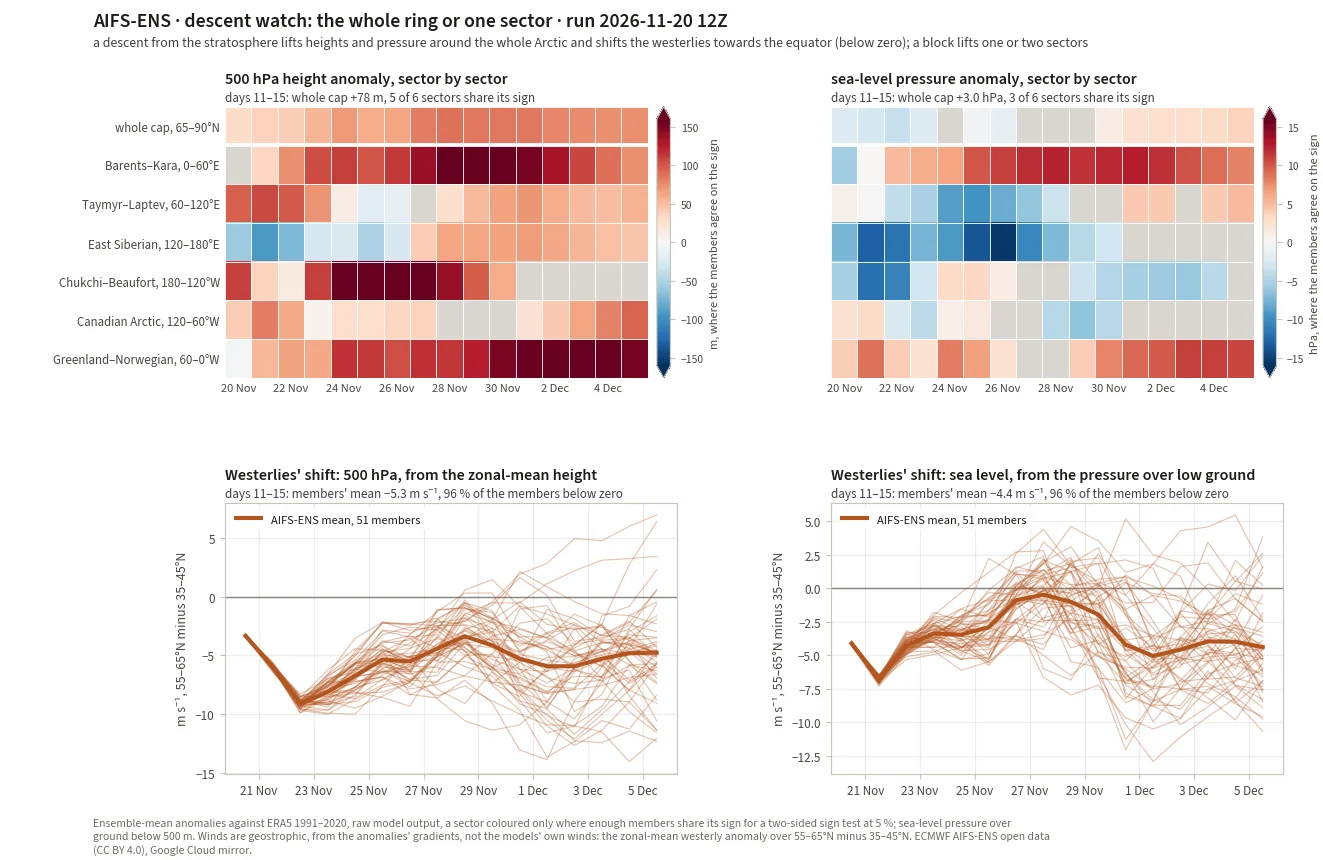 AIFS-ENS · descent watch: the whole ring or one sector · run 2026-11-20 12Z
a descent from the stratosphere lifts heights and pressure around the whole Arctic and shifts the westerlies towards the equator (below zero); a block lifts one or two sectors
500 hPa height anomaly, sector by sector
days 11–15: whole cap +78 m, 5 of 6 sectors share its sign
whole cap, 65–90°N
Barents–Kara, 0–60°E
Taymyr–Laptev, 60–120°E
East Siberian, 120–180°E
Chukchi–Beaufort, 180–120°W
Canadian Arctic, 120–60°W
Greenland–Norwegian, 60–0°W
20 Nov 22 Nov 24 Nov 26 Nov 28 Nov 30 Nov 2 Dec 4 Dec
150
100
50
0
−50
−100
−150
m, where the members agree on the sign
sea-level pressure anomaly, sector by sector
days 11–15: whole cap +3.0 hPa, 3 of 6 sectors share its sign
20 Nov 22 Nov 24 Nov 26 Nov 28 Nov 30 Nov 2 Dec 4 Dec
15
10
5
0
−5
−10
−15
hPa, where the members agree on the sign
Westerlies' shift: 500 hPa, from the zonal-mean height
days 11–15: members' mean −5.3 m s⁻¹, 96 % of the members below zero
AIFS-ENS mean, 51 members
m s⁻¹, 55–65°N minus 35–45°N
5
0
−5
−10
−15
21 Nov 23 Nov 25 Nov 27 Nov 29 Nov 1 Dec 3 Dec 5 Dec
Westerlies' shift: sea level, from the pressure over low ground
days 11–15: members' mean −4.4 m s⁻¹, 96 % of the members below zero
AIFS-ENS mean, 51 members
m s⁻¹, 55–65°N minus 35–45°N
5.0
2.5
0.0
−2.5
−5.0
−7.5
−10.0
−12.5
21 Nov 23 Nov 25 Nov 27 Nov 29 Nov 1 Dec 3 Dec 5 Dec
Ensemble-mean anomalies against ERA5 1991–2020, raw model output, a sector coloured only where enough members share its sign for a two-sided sign test at 5 %; sea-level pressure over
ground below 500 m. Winds are geostrophic, from the anomalies' gradients, not the models' own winds: the zonal-mean westerly anomaly over 55–65°N minus 35–45°N. ECMWF AIFS-ENS open data
(CC BY 4.0), Google Cloud mirror.